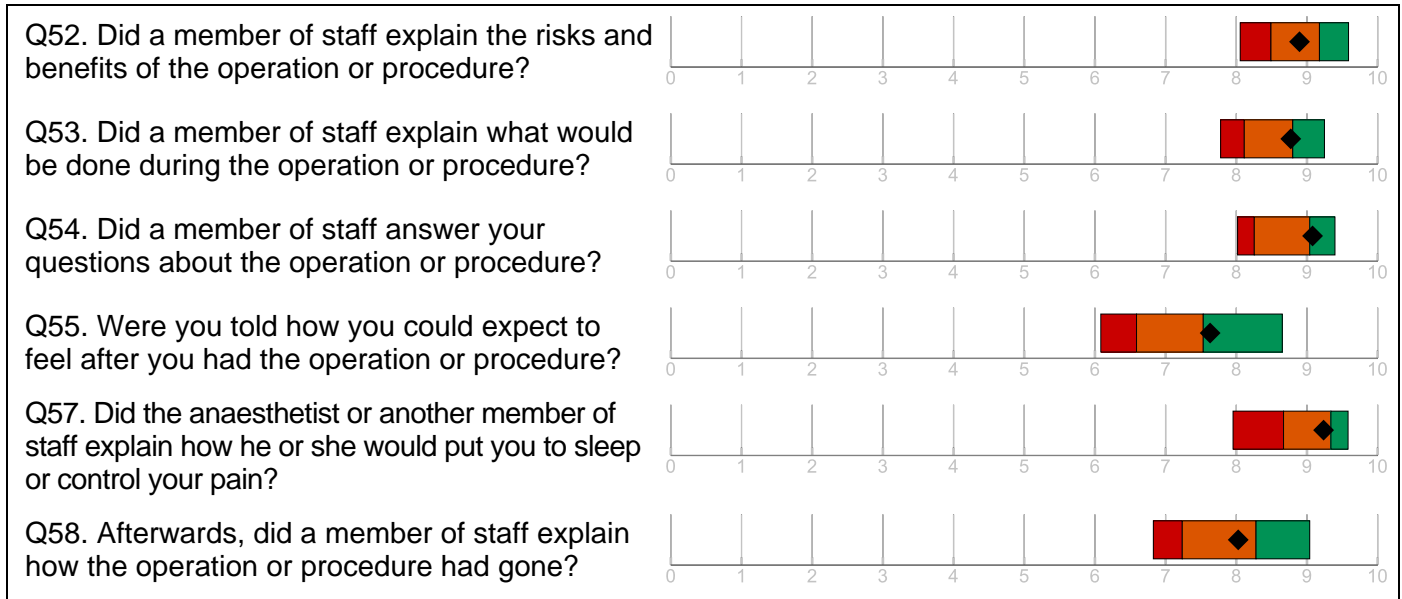 Q52. Did a member of staff explain the risks and
benefits of the operation or procedure?
0 1 2 3 4 5 6 7 8 9 10
Q53. Did a member of staff explain what would
be done during the operation or procedure?
0 1 2 3 4 5 6 7 8 9 10
Q54. Did a member of staff answer your
questions about the operation or procedure?
0 1 2 3 4 5 6 7 8 9 10
Q55. Were you told how you could expect to
feel after you had the operation or procedure?
0 1 2 3 4 5 6 7 8 9 10
Q57. Did the anaesthetist or another member of
staff explain how he or she would put you to sleep
or control your pain?
0 1 2 3 4 5 6 7 8 9 10
Q58. Afterwards, did a member of staff explain
how the operation or procedure had gone?
0 1 2 3 4 5 6 7 8 9 10